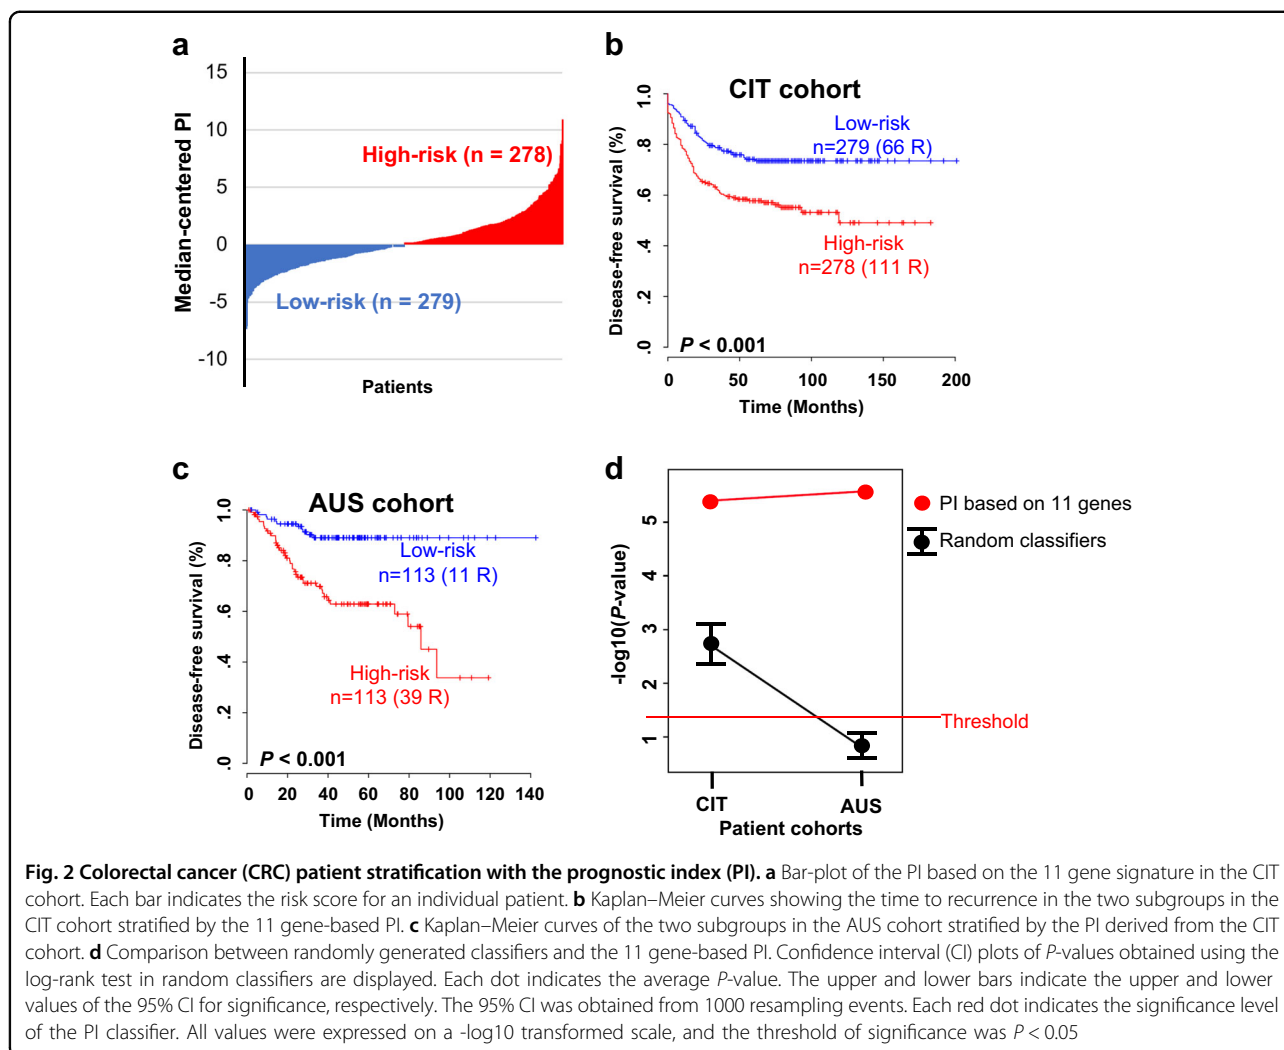 a
15
10
5
0
-5
-10
Median-centered PI
High-risk (n = 278)
Low-risk (n = 279)
Patients
b
CIT cohort
1.0
.8
.6
.4
.2
.0
Disease-free survival (%)
Low-risk
n=279 (66 R)
High-risk
n=278 (111 R)
P < 0.001
0 50 100 150 200
Time (Months)
c
AUS cohort
1.0
.8
.6
.4
.2
.0
Disease-free survival (%)
Low-risk
n=113 (11 R)
High-risk
n=113 (39 R)
P < 0.001
0 20 40 60 80 100 120 140
Time (Months)
d
5
4
3
2
1
-log10(P-value)
PI based on 11 genes
Random classifiers
Threshold
CIT AUS
Patient cohorts
Fig. 2 Colorectal cancer (CRC) patient stratification with the prognostic index (PI). a Bar-plot of the PI based on the 11 gene signature in the CIT
cohort. Each bar indicates the risk score for an individual patient. b Kaplan–Meier curves showing the time to recurrence in the two subgroups in the
CIT cohort stratified by the 11 gene-based PI. c Kaplan–Meier curves of the two subgroups in the AUS cohort stratified by the PI derived from the CIT
cohort. d Comparison between randomly generated classifiers and the 11 gene-based PI. Confidence interval (CI) plots of P-values obtained using the
log-rank test in random classifiers are displayed. Each dot indicates the average P-value. The upper and lower bars indicate the upper and lower
values of the 95% CI for significance, respectively. The 95% CI was obtained from 1000 resampling events. Each red dot indicates the significance level
of the PI classifier. All values were expressed on a -log10 transformed scale, and the threshold of significance was P < 0.05